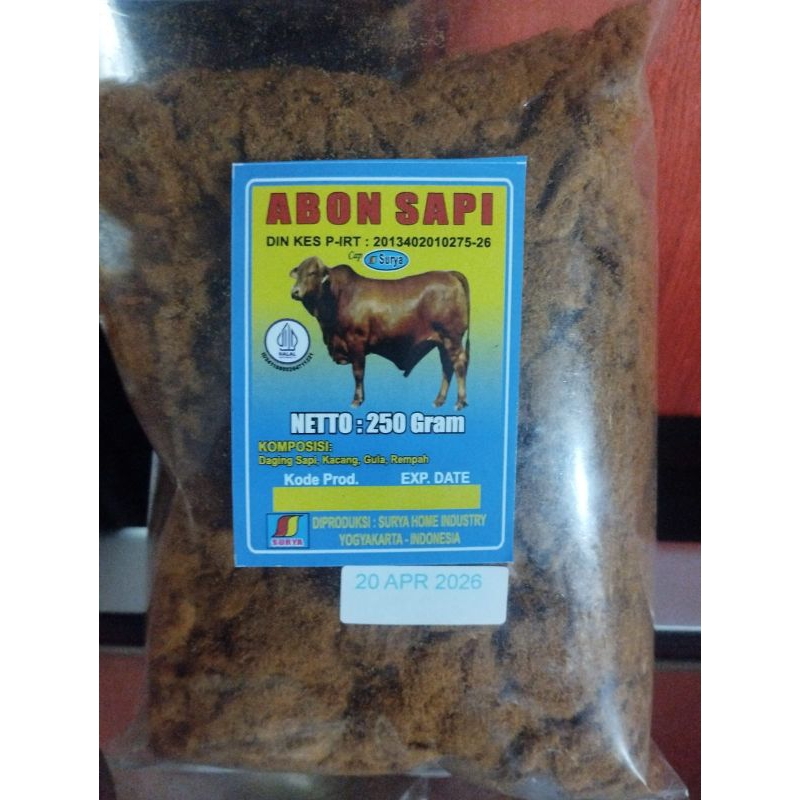 ABON SAPI
DIN KES P-IRT : 2013402010275-26
Cap Surya
HALAL
NETTO : 250 Gram
KOMPOSISI:
Daging Sapi, Kacang, Gula, Rempah
Kode Prod. EXP. DATE
SURYA
DIPRODUKSI : SURYA HOME INDUSTRY
YOGYAKARTA - INDONESIA
20 APR 2026